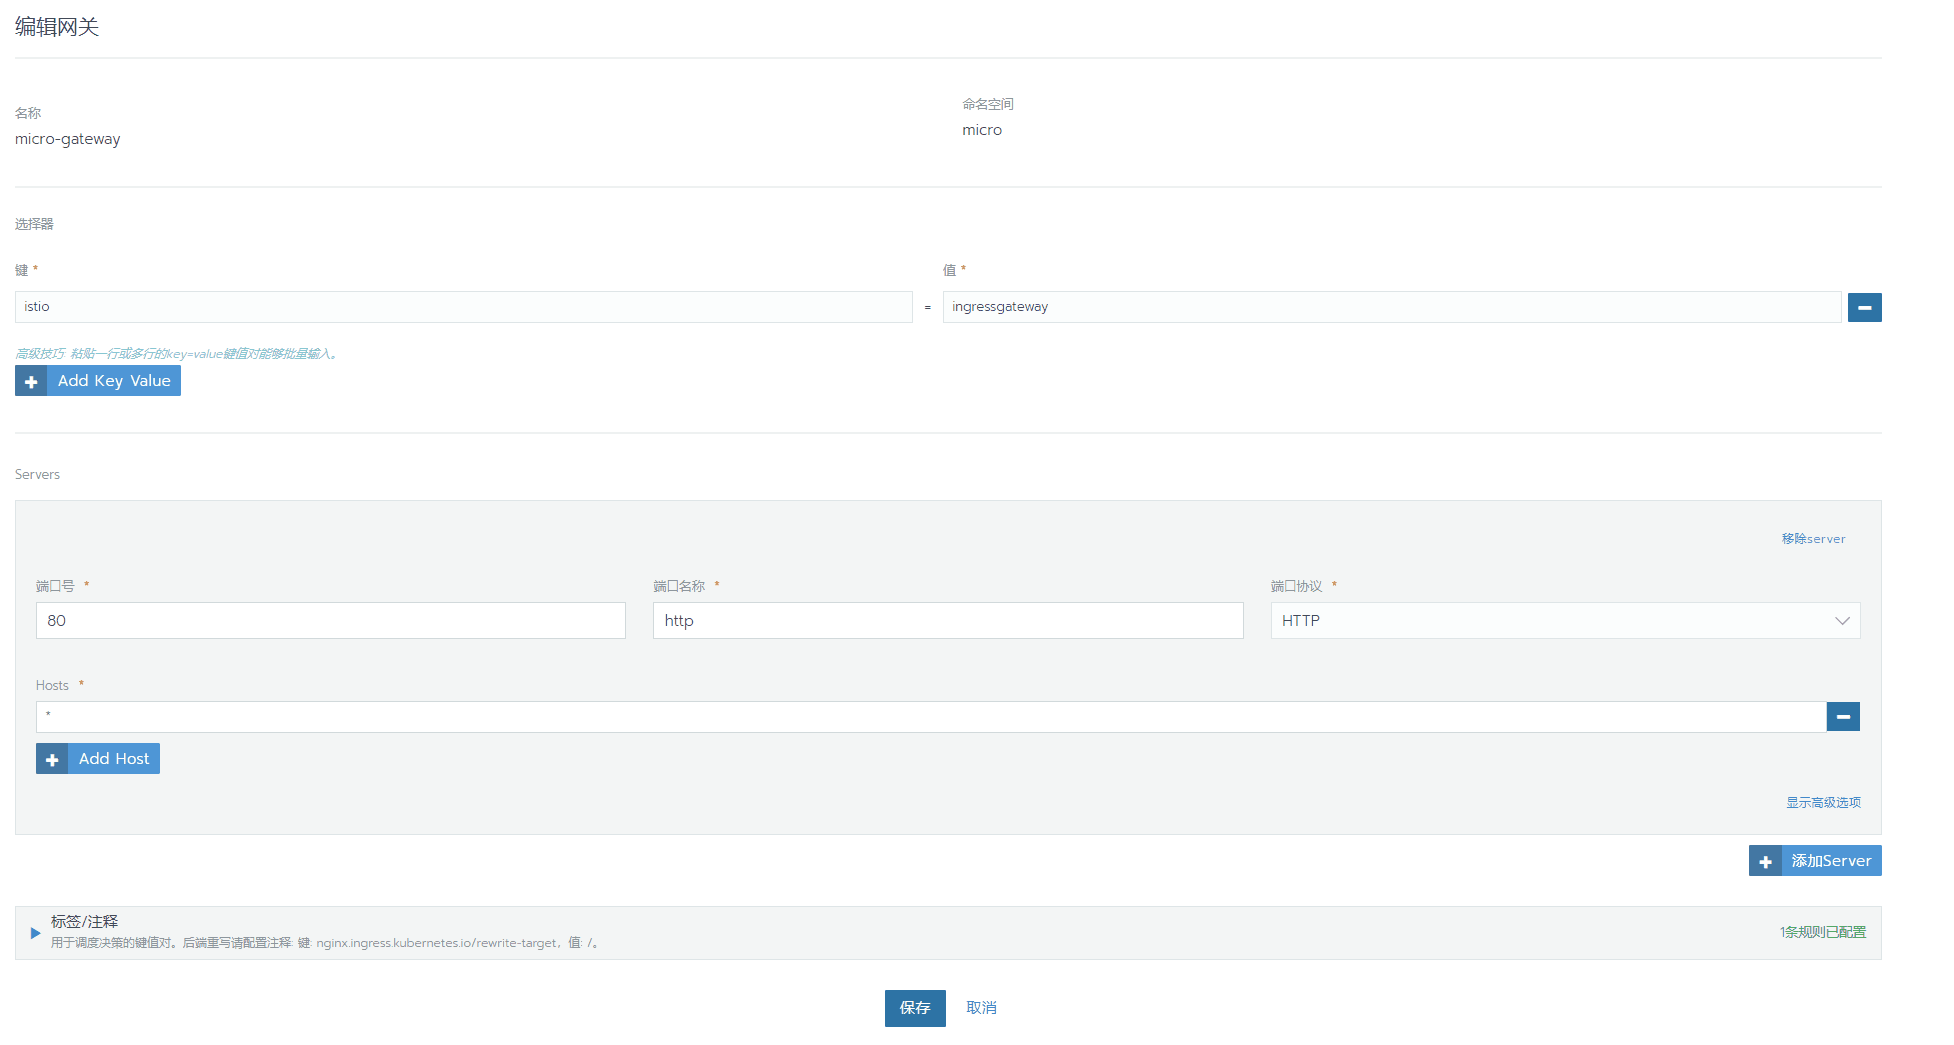 编辑网关
名称
micro-gateway
命名空间
micro
选择器
键 *
值 *
istio
=
ingressgateway
高级技巧: 粘贴一行或多行的key=value键值对能够批量输入。
Add Key Value
Servers
移除server
端口号 *
端口名称 *
端口协议 *
80
http
HTTP
Hosts *
*
Add Host
显示高级选项
添加Server
标签/注释
用于调度决策的键值对。后端重写请配置注释: 键: nginx.ingress.kubernetes.io/rewrite-target，值: /。
1条规则已配置
保存
取消